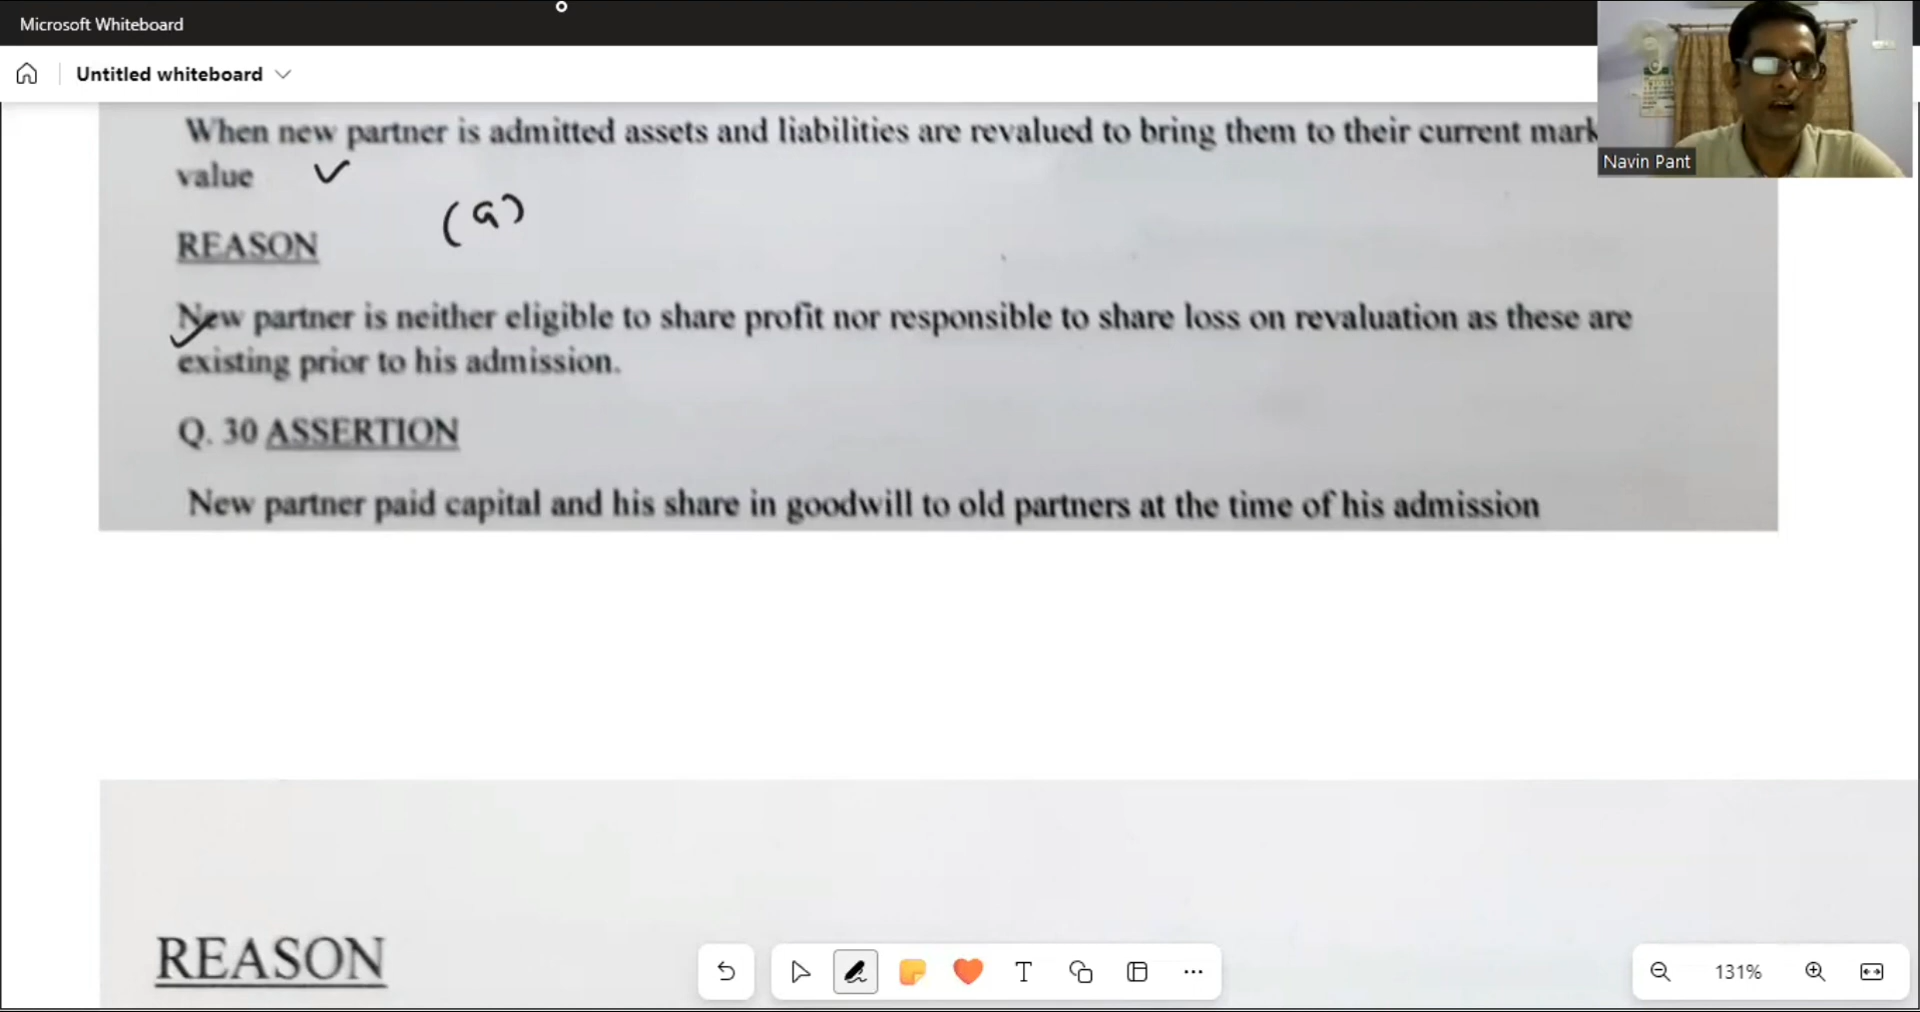 Microsoft Whiteboard
Untitled whiteboard
When new partner is admitted assets and liabilities are revalued to bring them to their current mark
value
(a)
REASON
New partner is neither eligible to share profit nor responsible to share loss on revaluation as these are
existing prior to his admission.
Q. 30 ASSERTION
New partner paid capital and his share in goodwill to old partners at the time of his admission
REASON
Navin Pant
T
131%